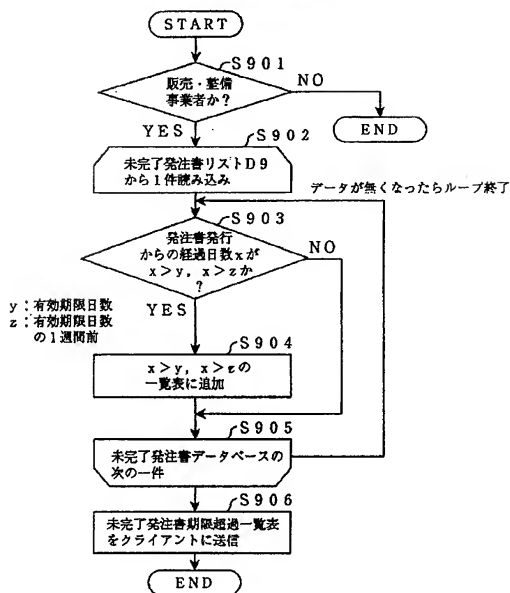 START
S901
販売・整備
事業者か？
NO
YES
END
S902
未完了発注書リストD9
から1件読み込み
データが無くなったらループ終了
S903
発注書発行
からの経過日数xが
x＞y，x＞zか
？
NO
YES
y：有効期限日数
z：有効期限日数
の1週間前
S904
x＞y，x＞zの
一覧表に追加
S905
未完了発注書データベースの
次の一件
S906
未完了発注書期限超過一覧表
をクライアントに送信
END